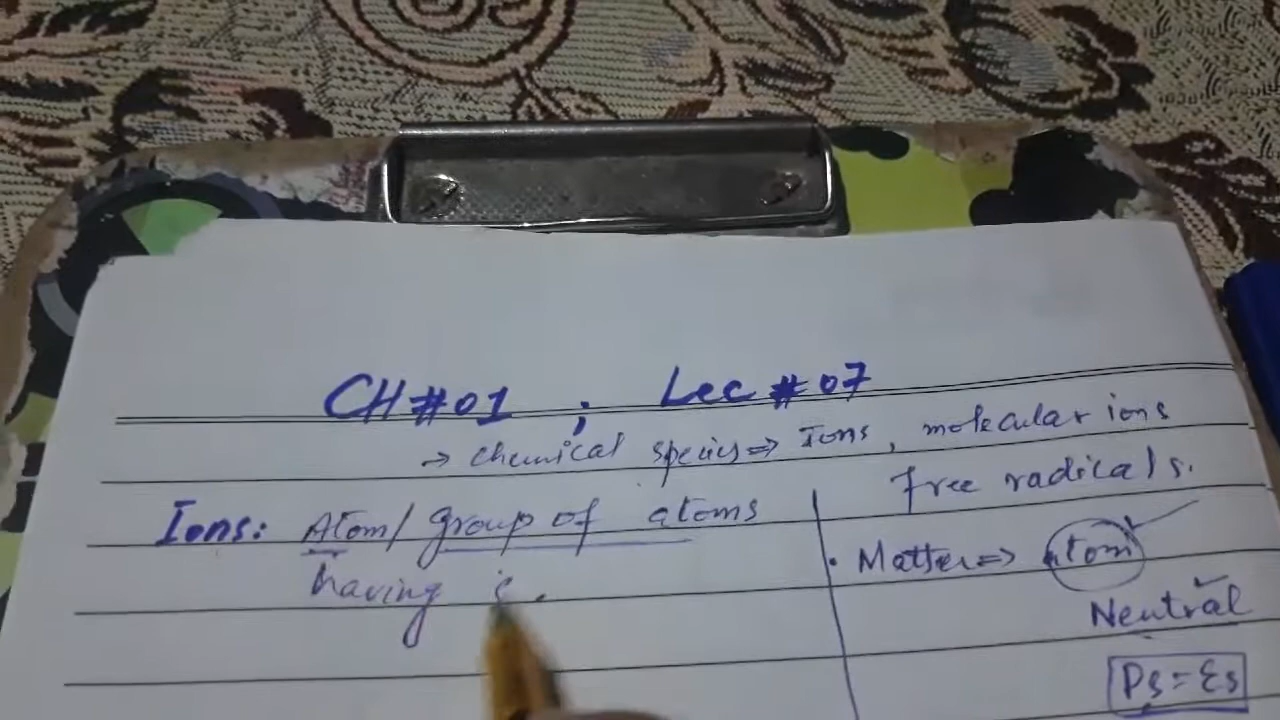 CH#01 ; Lec #07
→ chemical species ⇒ Ions, molecular ions
free radicals.
Ions: Atom/ group of atoms
having
• Matter ⇒ atom
Neutral
Ps = Es